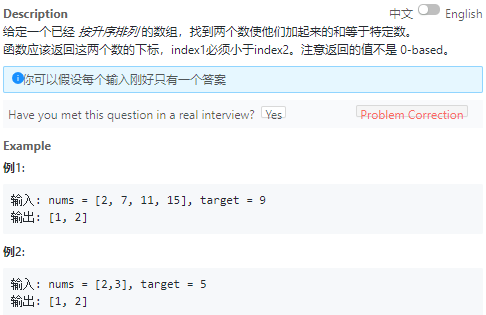 Description
中文 English
给定一个已经 按升序排列 的数组，找到两个数使他们加起来的和等于特定数。
函数应该返回这两个数的下标，index1必须小于index2。注意返回的值不是 0-based。
你可以假设每个输入刚好只有一个答案
Have you met this question in a real interview? Yes Problem Correction
Example
例1:
输入: nums = [2, 7, 11, 15], target = 9
输出: [1, 2]
例2:
输入: nums = [2,3], target = 5
输出: [1, 2]